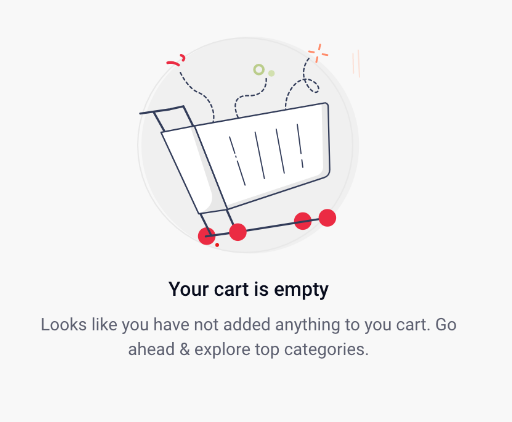 Your cart is empty
Looks like you have not added anything to you cart. Go
ahead & explore top categories.